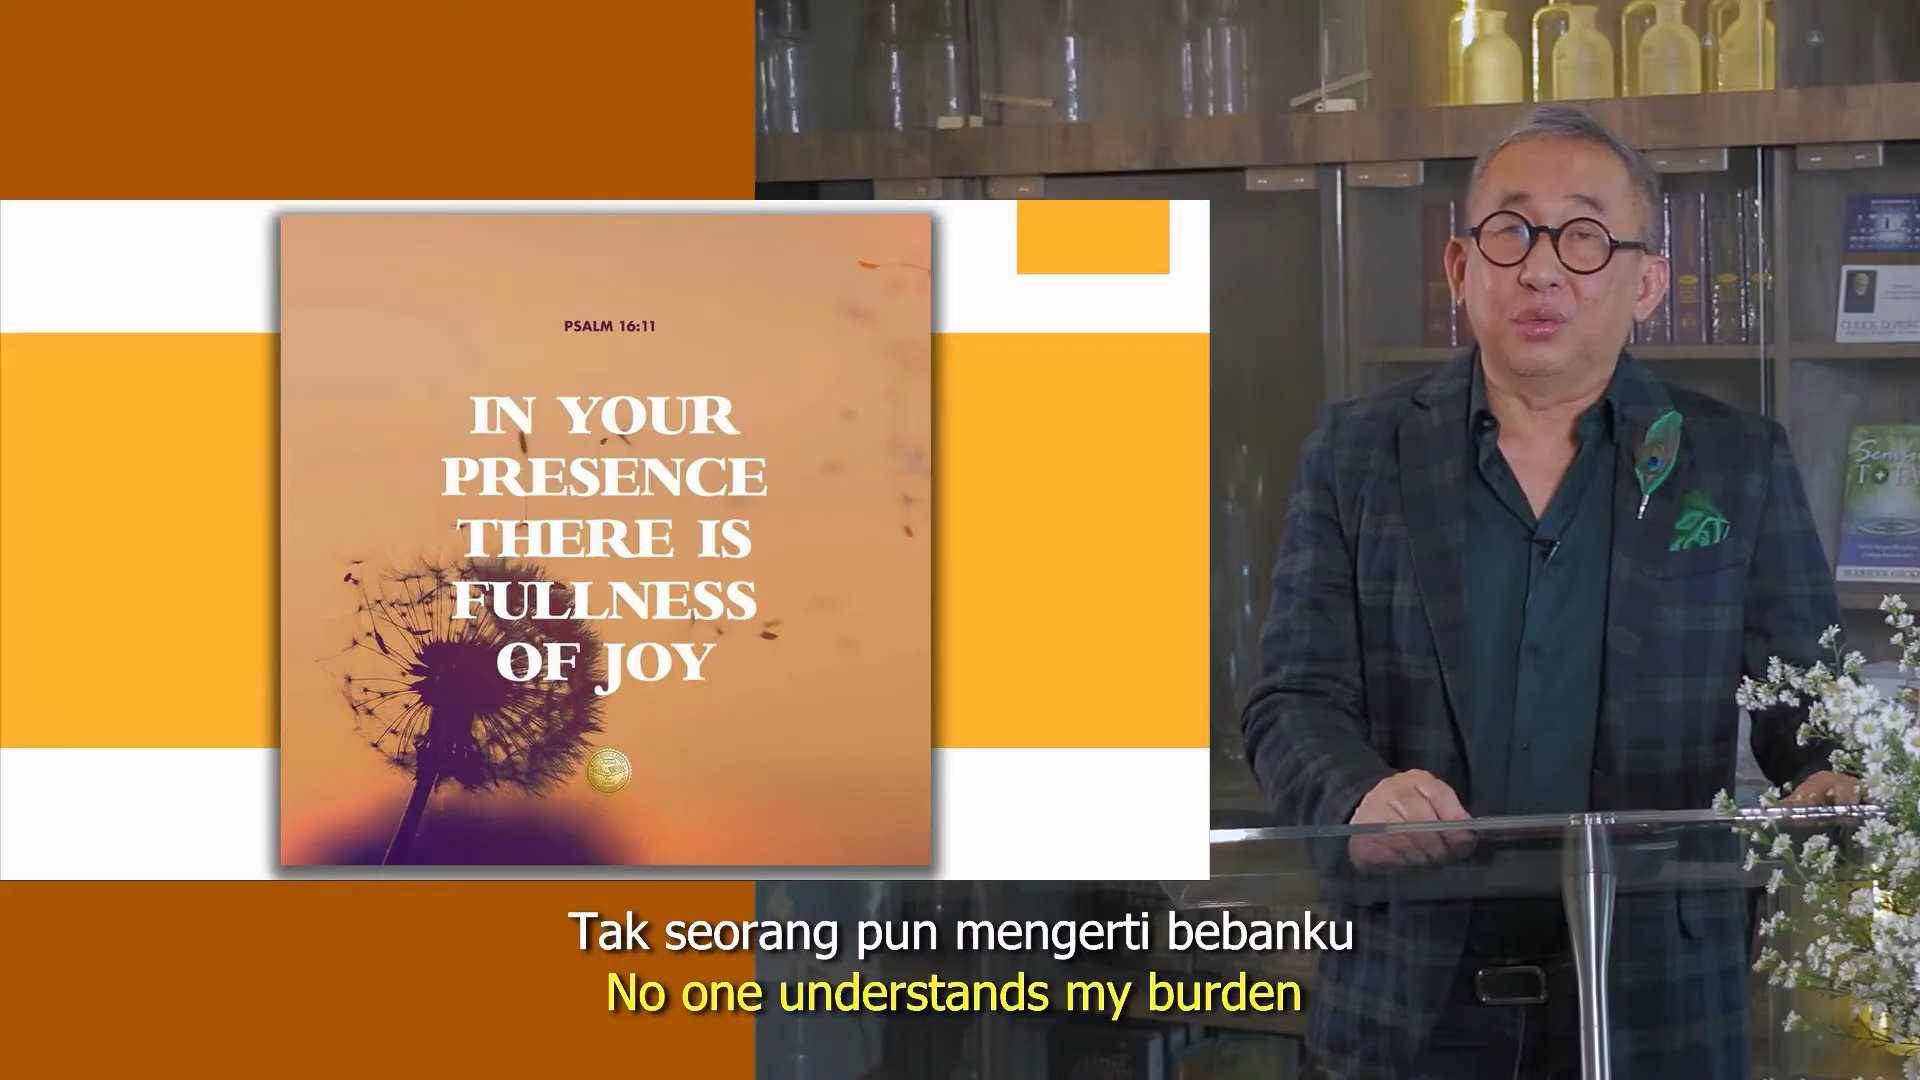 PSALM 16:11
IN YOUR
PRESENCE
THERE IS
FULLNESS
OF JOY
Tak seorang pun mengerti bebanku
No one understands my burden